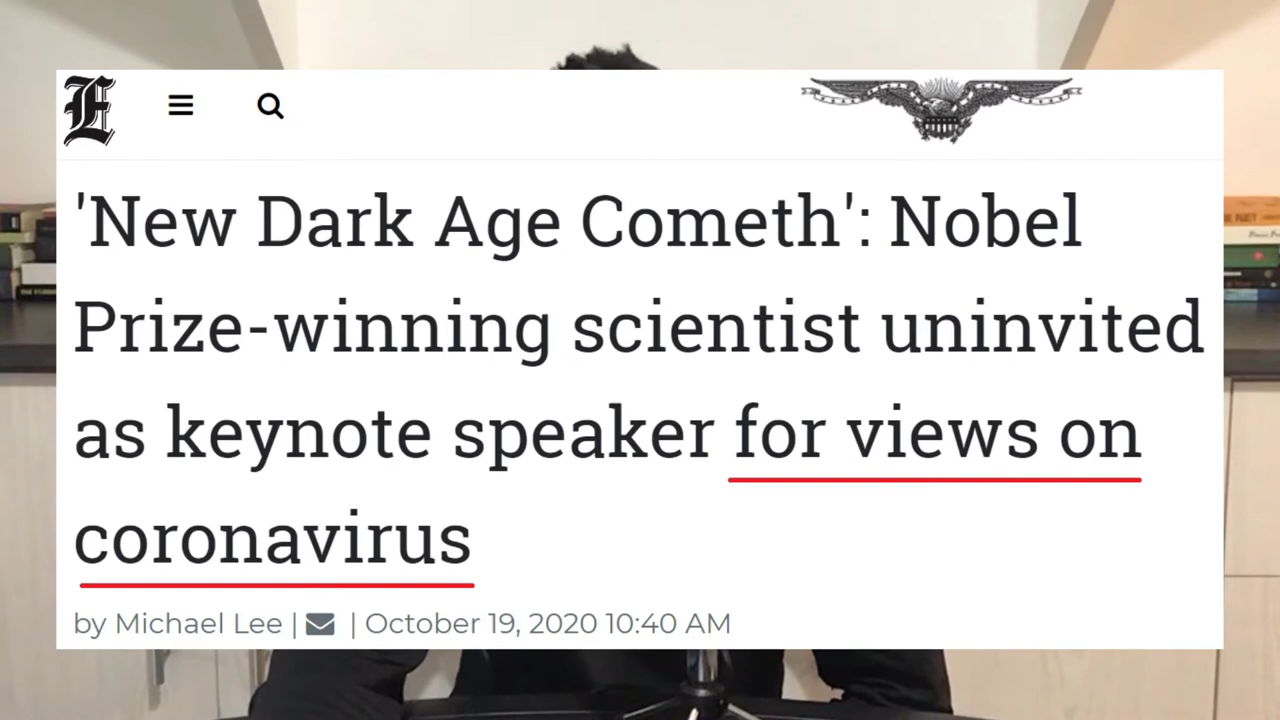 E
'New Dark Age Cometh': Nobel
Prize-winning scientist uninvited
as keynote speaker for views on
coronavirus
by Michael Lee | | October 19, 2020 10:40 AM